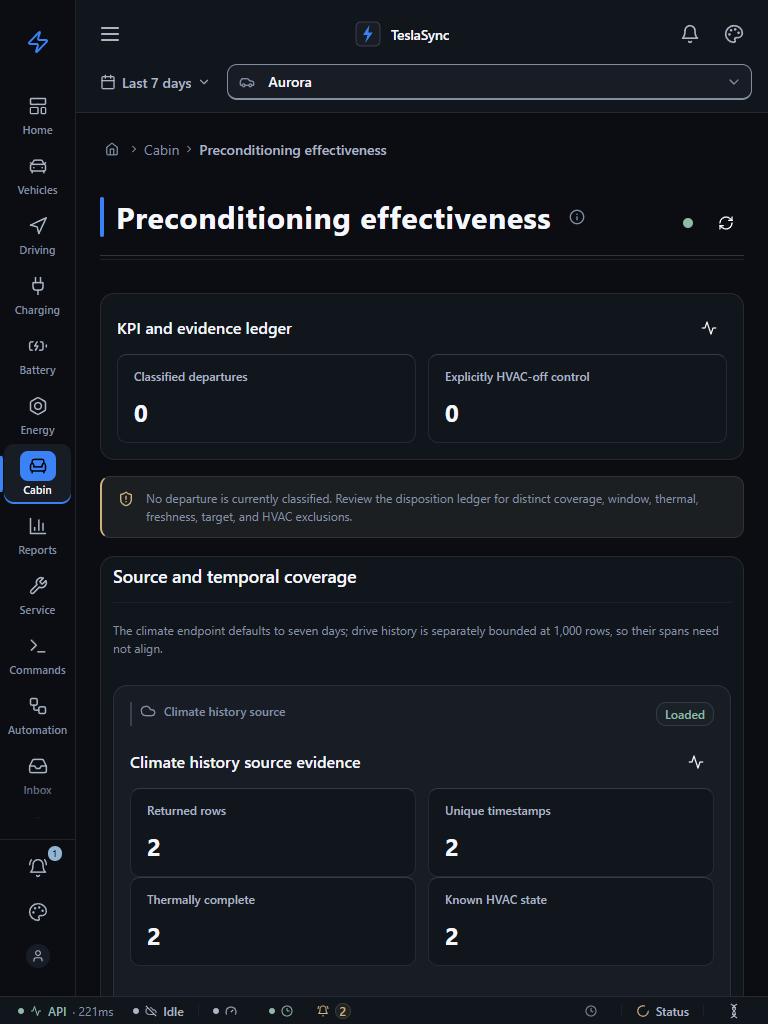 TeslaSync
Last 7 days
Aurora
Home
Vehicles
Driving
Charging
Battery
Energy
Cabin
Reports
Service
Commands
Automation
Inbox
1
Cabin
Preconditioning effectiveness
Preconditioning effectiveness
KPI and evidence ledger
Classified departures
0
Explicitly HVAC-off control
0
No departure is currently classified. Review the disposition ledger for distinct coverage, window, thermal,
freshness, target, and HVAC exclusions.
Source and temporal coverage
The climate endpoint defaults to seven days; drive history is separately bounded at 1,000 rows, so their spans need
not align.
Climate history source
Loaded
Climate history source evidence
Returned rows
2
Unique timestamps
2
Thermally complete
2
Known HVAC state
2
API · 221ms
Idle
2
Status